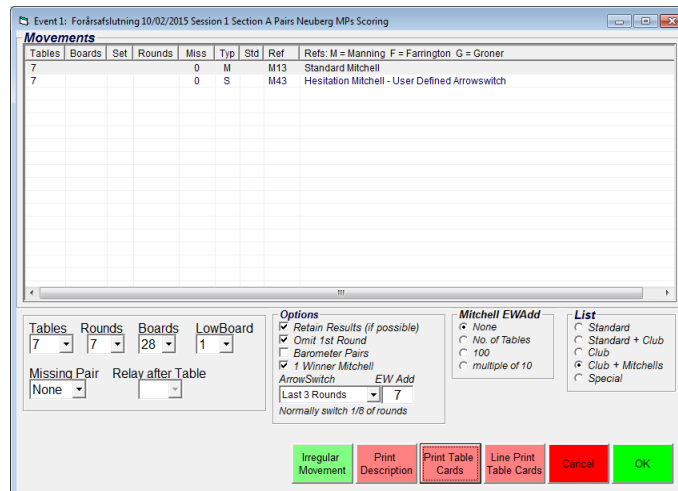 Event 1: Forårsafslutning 10/02/2015 Session 1 Section A Pairs Neuberg MPs Scoring
Movements
Tables Boards Set Rounds Miss Typ Std Ref Refs: M = Manning F = Farrington G = Groner
7 0 M M13 Standard Mitchell
7 0 S M43 Hesitation Mitchell - User Defined Arrowswitch
Tables Rounds Boards LowBoard
7 7 28 1
Missing Pair Relay after Table
None
Options
Retain Results (if possible)
Omit 1st Round
Barometer Pairs
1 Winner Mitchell
ArrowSwitch EW Add
Last 3 Rounds 7
Normally switch 1/8 of rounds
Mitchell EWAdd
None
No. of Tables
100
multiple of 10
List
Standard
Standard + Club
Club
Club + Mitchells
Special
Irregular Movement
Print Description
Print Table Cards
Line Print Table Cards
Cancel
OK